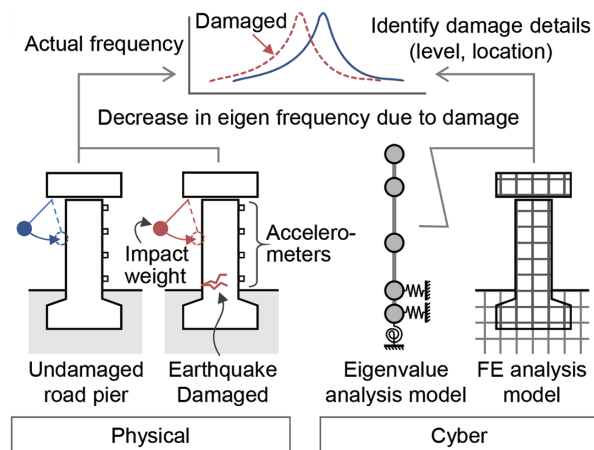 Damaged
Actual frequency
Identify damage details
(level, location)
Decrease in eigen frequency due to damage
Impact
weight
Accelero-
meters
Undamaged
road pier
Earthquake
Damaged
Eigenvalue
analysis model
FE analysis
model
Physical
Cyber